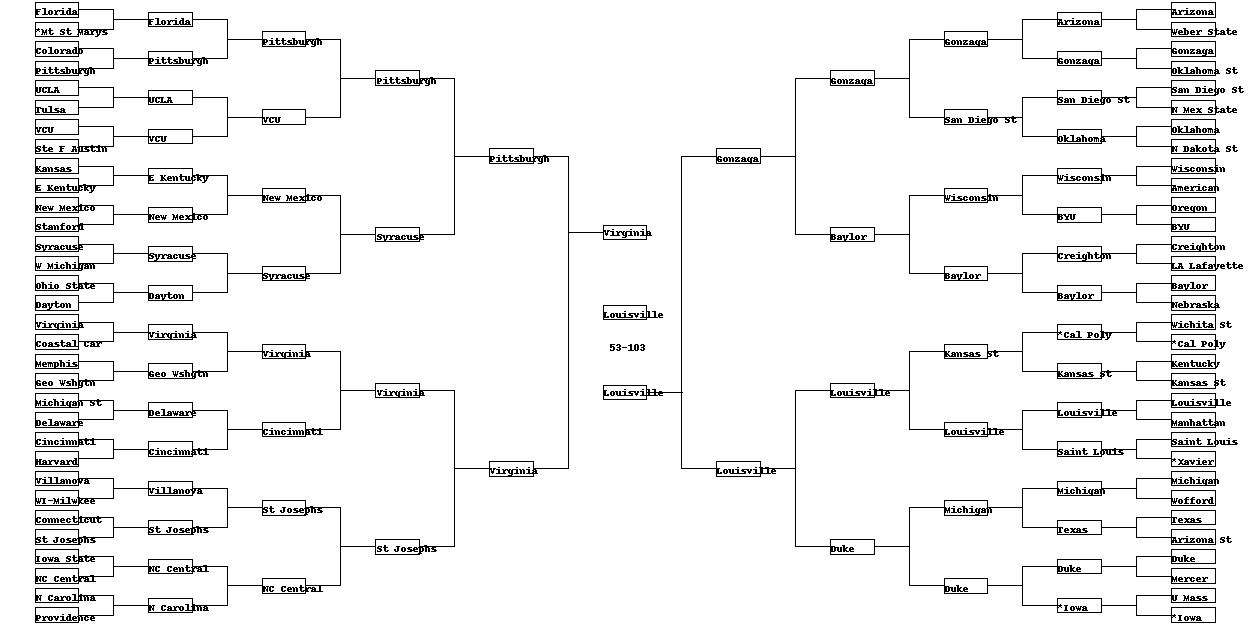 Florida
*Mt St Marys
Colorado
Pittsburgh
UCLA
Tulsa
VCU
Ste F Austin
Kansas
E Kentucky
New Mexico
Stanford
Syracuse
W Michigan
Ohio State
Dayton
Virginia
Coastal Car
Memphis
Geo Wshgtn
Michigan St
Delaware
Cincinnati
Harvard
Villanova
WI-Milwkee
Connecticut
St Josephs
Iowa State
NC Central
N Carolina
Providence
Florida
Pittsburgh
UCLA
VCU
E Kentucky
New Mexico
Syracuse
Dayton
Virginia
Geo Wshgtn
Delaware
Cincinnati
Villanova
St Josephs
NC Central
N Carolina
Pittsburgh
VCU
New Mexico
Syracuse
Virginia
Cincinnati
St Josephs
NC Central
Pittsburgh
Syracuse
Virginia
St Josephs
Pittsburgh
Virginia
Virginia
Louisville
53-103
Louisville
Gonzaga
Louisville
Gonzaga
Baylor
Louisville
Duke
Gonzaga
San Diego St
Wisconsin
Baylor
Kansas St
Louisville
Michigan
Duke
Arizona
Gonzaga
San Diego St
Oklahoma
Wisconsin
BYU
Creighton
Baylor
*Cal Poly
Kansas St
Louisville
Saint Louis
Michigan
Texas
Duke
*Iowa
Arizona
Weber State
Gonzaga
Oklahoma St
San Diego St
N Mex State
Oklahoma
N Dakota St
Wisconsin
American
Oregon
BYU
Creighton
LA Lafayette
Baylor
Nebraska
Wichita St
*Cal Poly
Kentucky
Kansas St
Louisville
Manhattan
Saint Louis
*Xavier
Michigan
Wofford
Texas
Arizona St
Duke
Mercer
U Mass
*Iowa